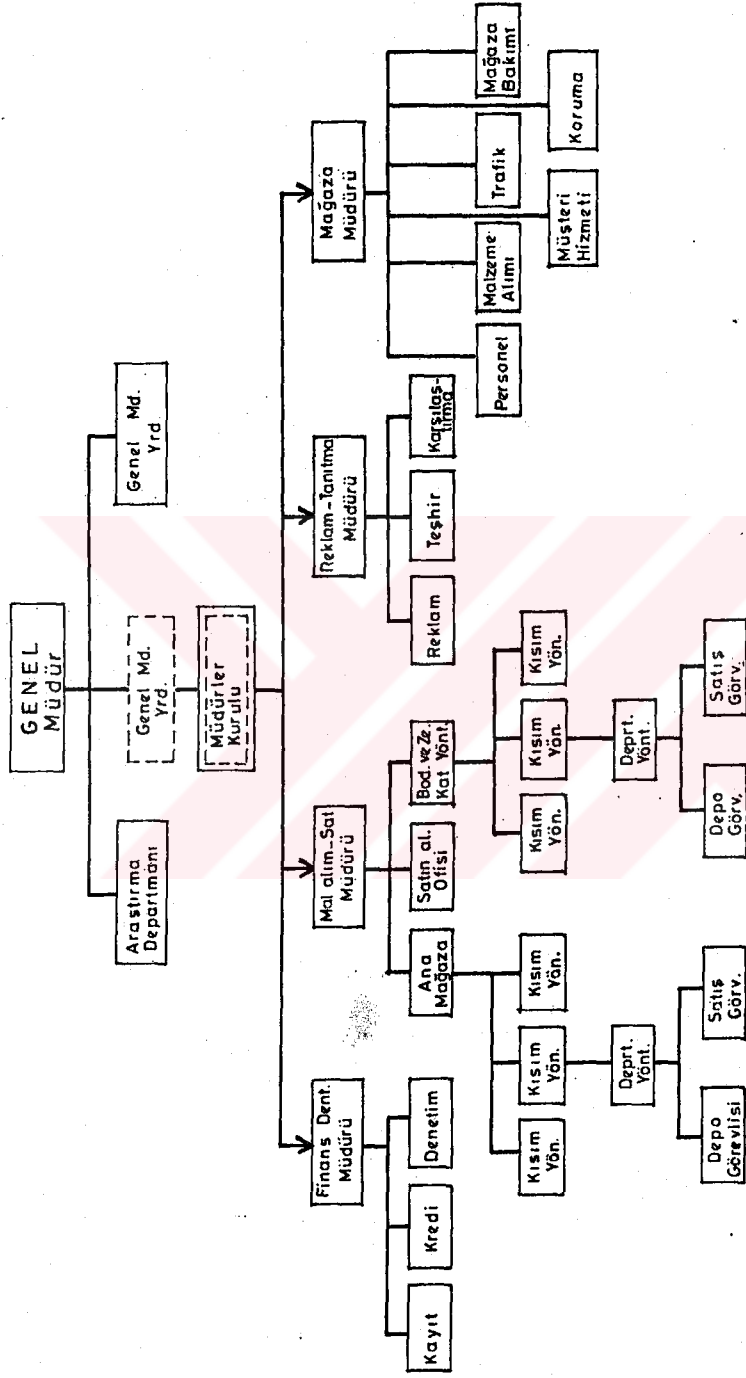 GENEL
Müdür
Araştırma
Departmanı
Genel Md.
Yrd.
Genel Md.
Yrd
Müdürler
Kurulu
Finans Dent.
Müdürü
Mal alım-Sat
Müdürü
Reklam-Tanıtma
Müdürü
Mağaza
Müdürü
Kayıt
Kredi
Denetim
Ana
Mağaza
Satın al.
Ofisi
Bod. ve Ze.
Kat Yönt.
Reklam
Teşhir
Karşılaş-
tırma
Personel
Malzeme
Alımı
Trafik
Mağaza
Bakımı
Müşteri
Hizmeti
Koruma
Kısım
Yön.
Kısım
Yön.
Kısım
Yön.
Kısım
Yön.
Kısım
Yön.
Kısım
Yön.
Deprt.
Yönt.
Deprt.
Yönt.
Depo
Görevlisi
Satış
Görv.
Depo
Görv.
Satış
Görv.